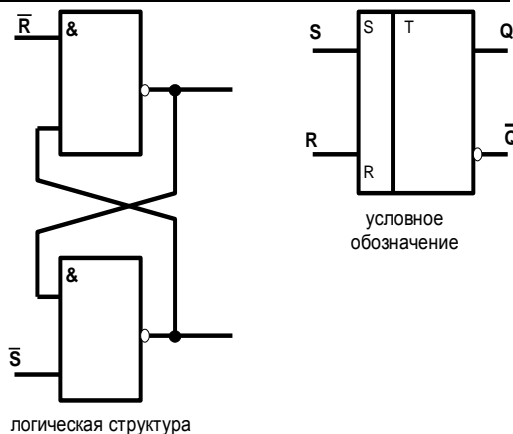 R̅
&
&
S̅
логическая структура
S
S
T
Q
R
R
Q̅
условное
обозначение